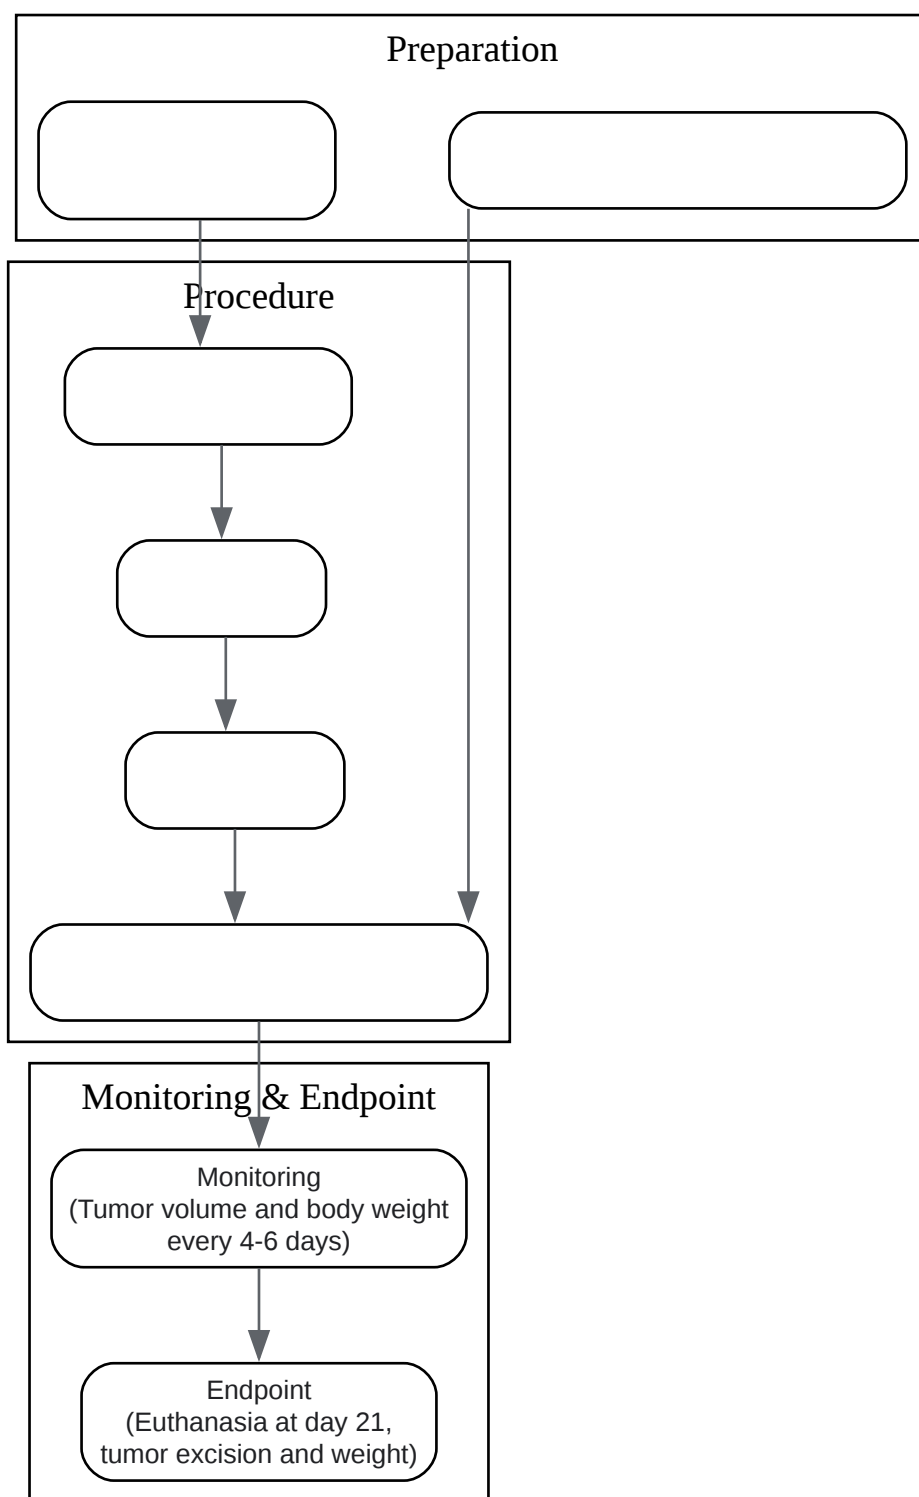 Preparation
Procedure
Monitoring & Endpoint
Monitoring
(Tumor volume and body weight
every 4-6 days)
Endpoint
(Euthanasia at day 21,
tumor excision and weight)